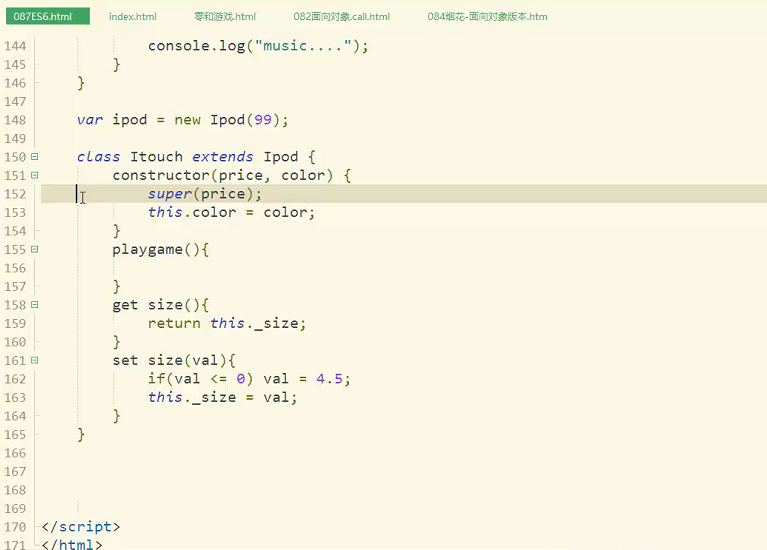 087ES6.html index.html 零和游戏.html 082面向对象.call.html 084烟花-面向对象版本.htm
144 console.log("music....");
145 }
146 }
147
148 var ipod = new Ipod(99);
149
150 class Itouch extends Ipod {
151 constructor(price, color) {
152 super(price);
153 this.color = color;
154 }
155 playgame(){
156
157 }
158 get size(){
159 return this._size;
160 }
161 set size(val){
162 if(val <= 0) val = 4.5;
163 this._size = val;
164 }
165 }
166
167
168
169
170 </script>
171 </html>